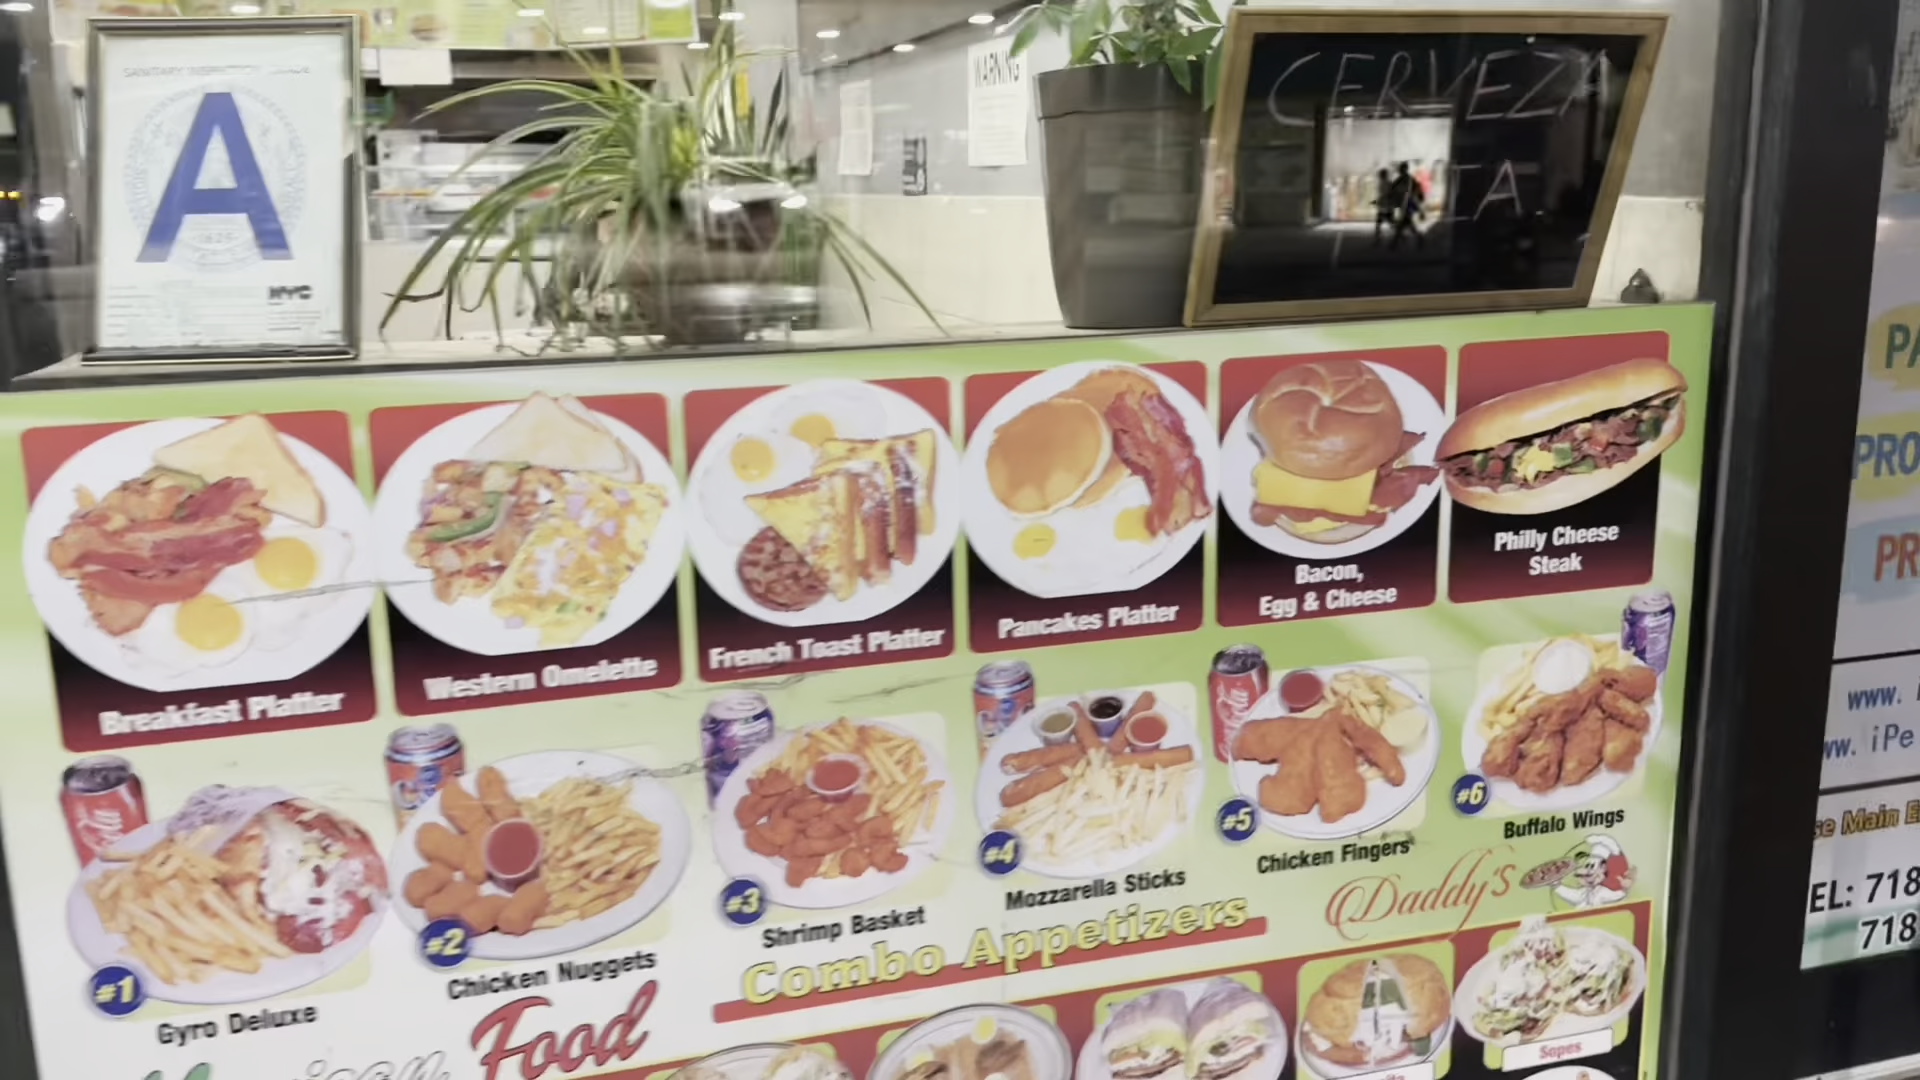 SANITARY INSPECTION GRADE
A
NYC
WARNING
CERVEZA
Breakfast Platter
Western Omelette
French Toast Platter
Pancakes Platter
Bacon,
Egg & Cheese
Philly Cheese
Steak
#1
Gyro Deluxe
#2
Chicken Nuggets
#3
Shrimp Basket
#4
Mozzarella Sticks
#5
Chicken Fingers
#6
Buffalo Wings
Combo Appetizers
Daddy's
Mexican Food
Sopes
PA
PRO
PR
www.
iPe
se Main E
EL: 718
718